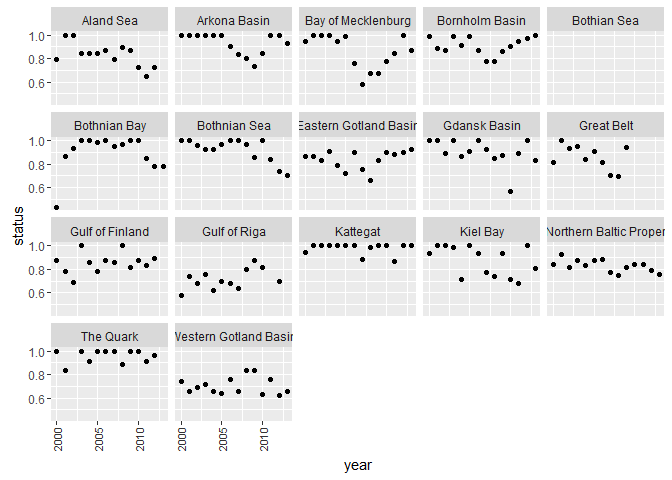 Aland Sea Arkona Basin Bay of Mecklenburg Bornholm Basin Bothian Sea
1.0
0.8
0.6
Bothnian Bay Bothnian Sea Eastern Gotland Basin Gdansk Basin Great Belt
1.0
0.8
0.6
status
Gulf of Finland Gulf of Riga Kattegat Kiel Bay Northern Baltic Proper
1.0
0.8
0.6
The Quark Western Gotland Basin
1.0
0.8
0.6
2000 2005 2010 2000 2005 2010
year